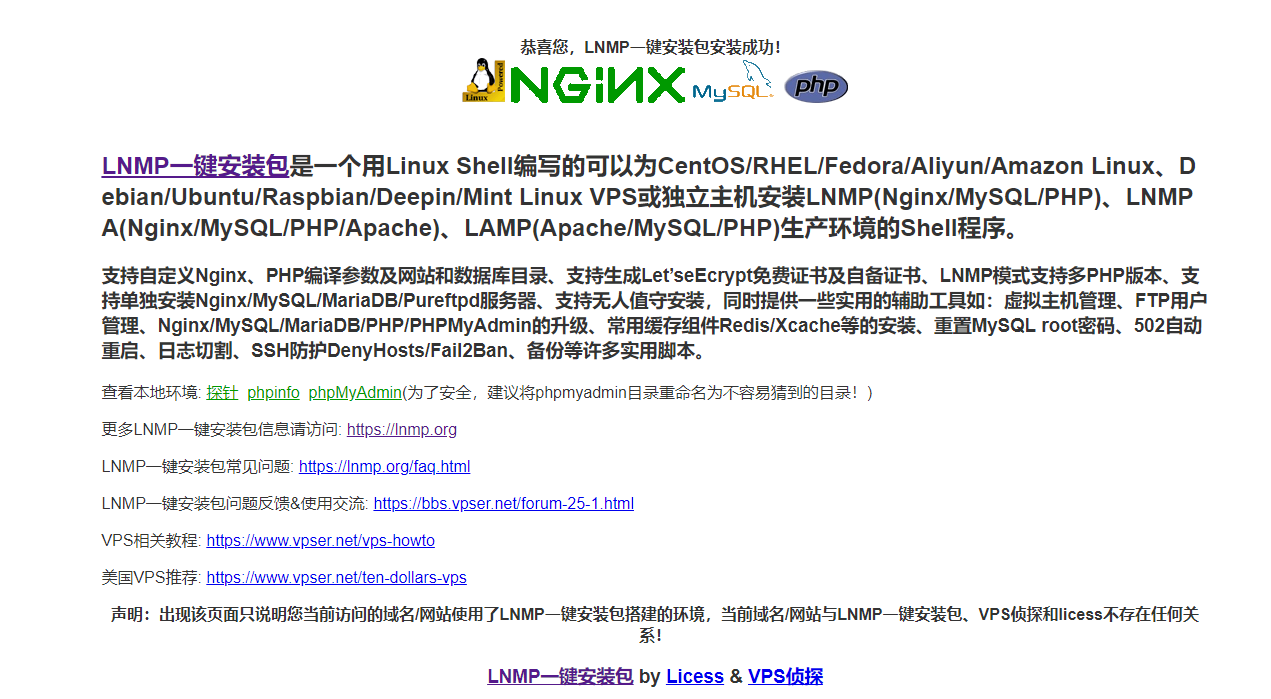 恭喜您，LNMP一键安装包安装成功！
Linux Powered NGiNX MySQL php
LNMP一键安装包是一个用Linux Shell编写的可以为CentOS/RHEL/Fedora/Aliyun/Amazon Linux、D
ebian/Ubuntu/Raspbian/Deepin/Mint Linux VPS或独立主机安装LNMP(Nginx/MySQL/PHP)、LNMP
A(Nginx/MySQL/PHP/Apache)、LAMP(Apache/MySQL/PHP)生产环境的Shell程序。
支持自定义Nginx、PHP编译参数及网站和数据库目录、支持生成Let'seEcrypt免费证书及自备证书、LNMP模式支持多PHP版本、支
持单独安装Nginx/MySQL/MariaDB/Pureftpd服务器、支持无人值守安装，同时提供一些实用的辅助工具如：虚拟主机管理、FTP用户
管理、Nginx/MySQL/MariaDB/PHP/PHPMyAdmin的升级、常用缓存组件Redis/Xcache等的安装、重置MySQL root密码、502自动
重启、日志切割、SSH防护DenyHosts/Fail2Ban、备份等许多实用脚本。
查看本地环境: 探针 phpinfo phpMyAdmin(为了安全，建议将phpmyadmin目录重命名为不容易猜到的目录！)
更多LNMP一键安装包信息请访问: https://lnmp.org
LNMP一键安装包常见问题: https://lnmp.org/faq.html
LNMP一键安装包问题反馈&使用交流: https://bbs.vpser.net/forum-25-1.html
VPS相关教程: https://www.vpser.net/vps-howto
美国VPS推荐: https://www.vpser.net/ten-dollars-vps
声明：出现该页面只说明您当前访问的域名/网站使用了LNMP一键安装包搭建的环境，当前域名/网站与LNMP一键安装包、VPS侦探和licess不存在任何关
系！
LNMP一键安装包 by Licess & VPS侦探